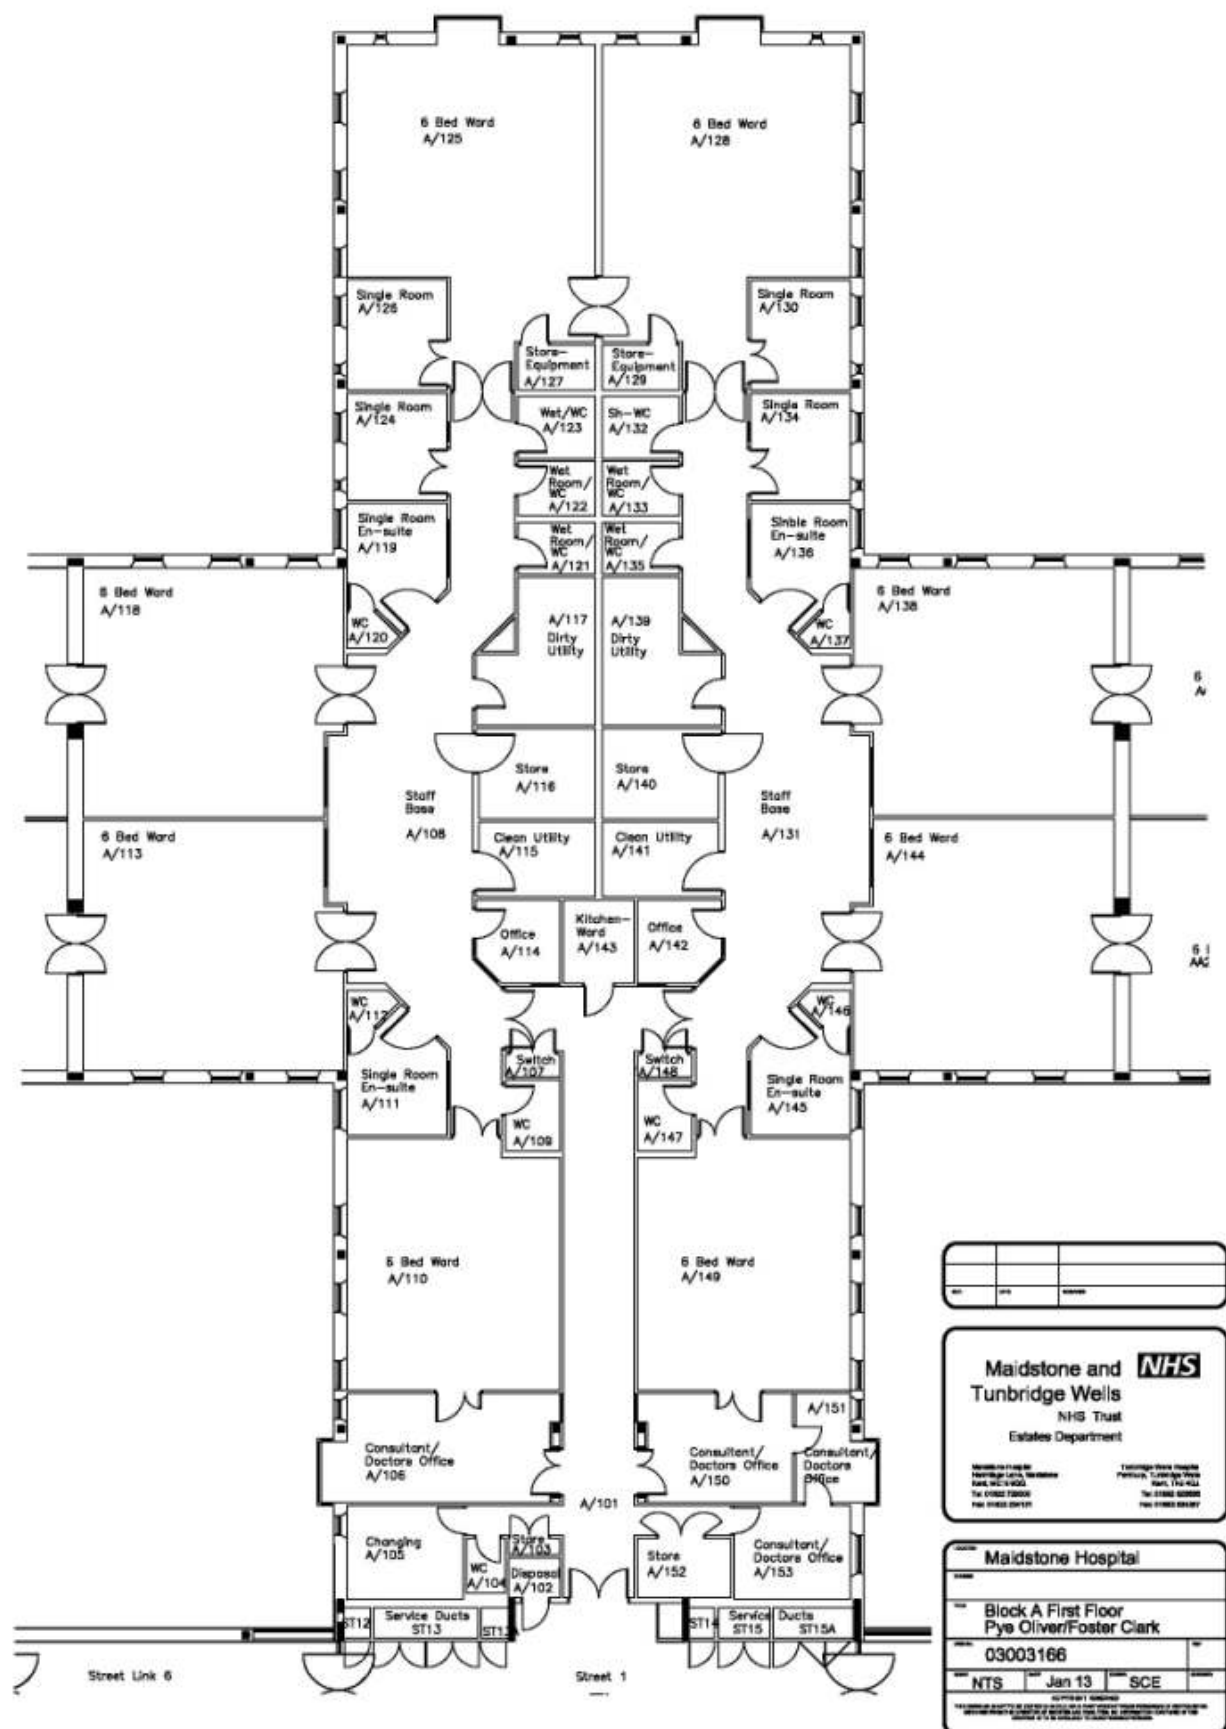 6 Bed Ward
A/125
6 Bed Ward
A/128
Single Room
A/126
Single Room
A/130
Store-
Equipment
A/127
Store-
Equipment
A/129
Single Room
A/124
Wet/WC
A/123
Sh-WC
A/132
Single Room
A/134
Wet
Room/
WC
A/122
Wet
Room/
WC
A/133
Single Room
En-suite
A/119
Wet
Room/
WC
A/121
Wet
Room/
WC
A/135
Sinble Room
En-suite
A/136
6 Bed Ward
A/118
WC
A/120
A/117
Dirty
Utility
A/139
Dirty
Utility
WC
A/137
6 Bed Ward
A/138
6
A/
Store
A/116
Store
A/140
Staff
Base
A/108
Staff
Base
A/131
6 Bed Ward
A/113
Clean Utility
A/115
Clean Utility
A/141
6 Bed Ward
A/144
Office
A/114
Kitchen-
Ward
A/143
Office
A/142
6
WC
A/112
WC
A/146
Switch
A/107
Switch
A/148
Single Room
En-suite
A/111
Single Room
En-suite
A/145
WC
A/109
WC
A/147
6 Bed Ward
A/110
6 Bed Ward
A/149
A/151
Consultant/
Doctors Office
A/106
Consultant/
Doctors Office
A/150
Consultant/
Doctors
Office
A/101
Changing
A/105
WC
A/104
Store
A/103
Disposal
A/102
Store
A/152
Consultant/
Doctors Office
A/153
ST12
Service Ducts
ST13
ST14
Service Ducts
ST15
ST15A
Street Link 6
Street 1
Maidstone and NHS
Tunbridge Wells
NHS Trust
Estates Department
Maidstone Hospital
Block A First Floor
Pye Oliver/Foster Clark
03003166
NTS
Jan 13
SCE